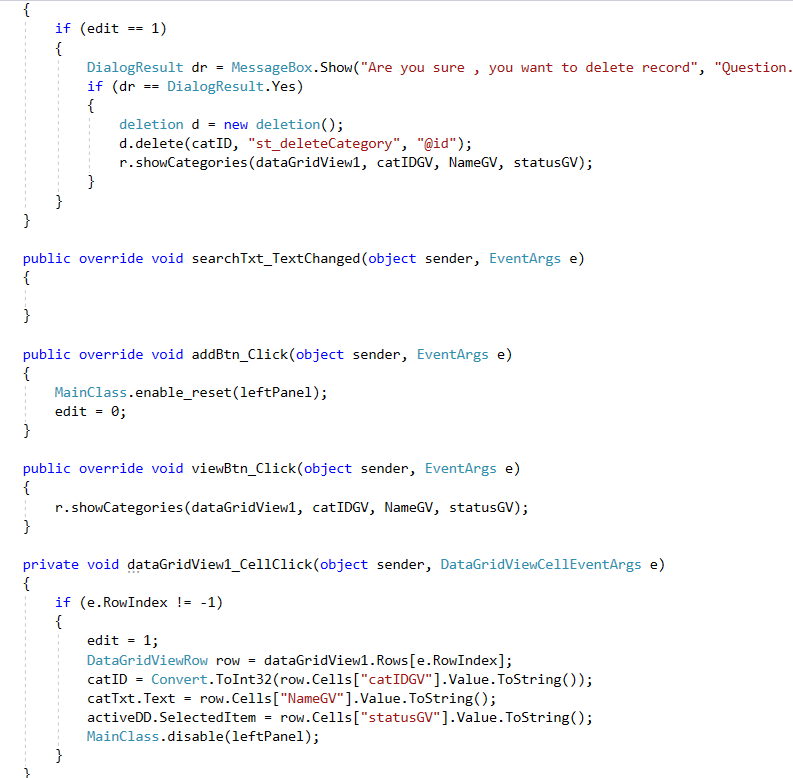 {
if (edit == 1)
{
DialogResult dr = MessageBox.Show("Are you sure , you want to delete record", "Question.
if (dr == DialogResult.Yes)
{
deletion d = new deletion();
d.delete(catID, "st_deleteCategory", "@id");
r.showCategories(dataGridView1, catIDGV, NameGV, statusGV);
}
}
}
public override void searchTxt_TextChanged(object sender, EventArgs e)
{
}
public override void addBtn_Click(object sender, EventArgs e)
{
MainClass.enable_reset(leftPanel);
edit = 0;
}
public override void viewBtn_Click(object sender, EventArgs e)
{
r.showCategories(dataGridView1, catIDGV, NameGV, statusGV);
}
private void dataGridView1_CellClick(object sender, DataGridViewCellEventArgs e)
{
if (e.RowIndex != -1)
{
edit = 1;
DataGridViewRow row = dataGridView1.Rows[e.RowIndex];
catID = Convert.ToInt32(row.Cells["catIDGV"].Value.ToString());
catTxt.Text = row.Cells["NameGV"].Value.ToString();
activeDD.SelectedItem = row.Cells["statusGV"].Value.ToString();
MainClass.disable(leftPanel);
}
}